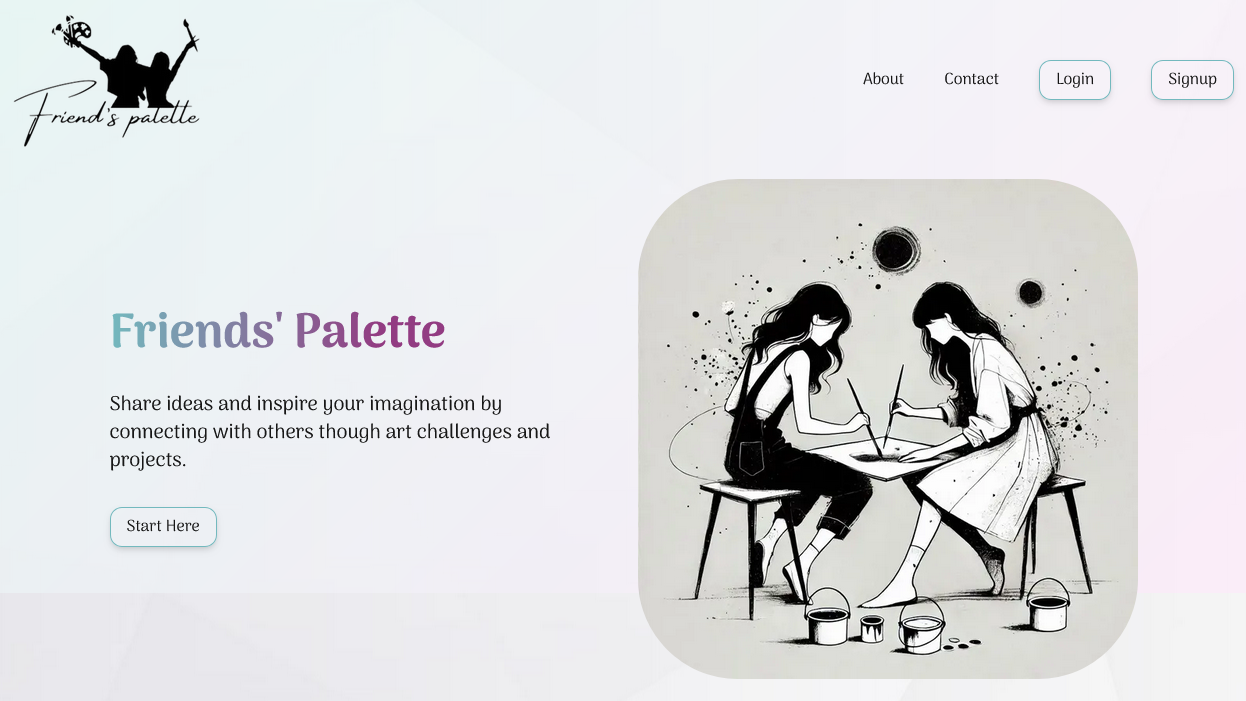 Friend's palette
About
Contact
Login
Signup
Friends' Palette
Share ideas and inspire your imagination by
connecting with others though art challenges and
projects.
Start Here